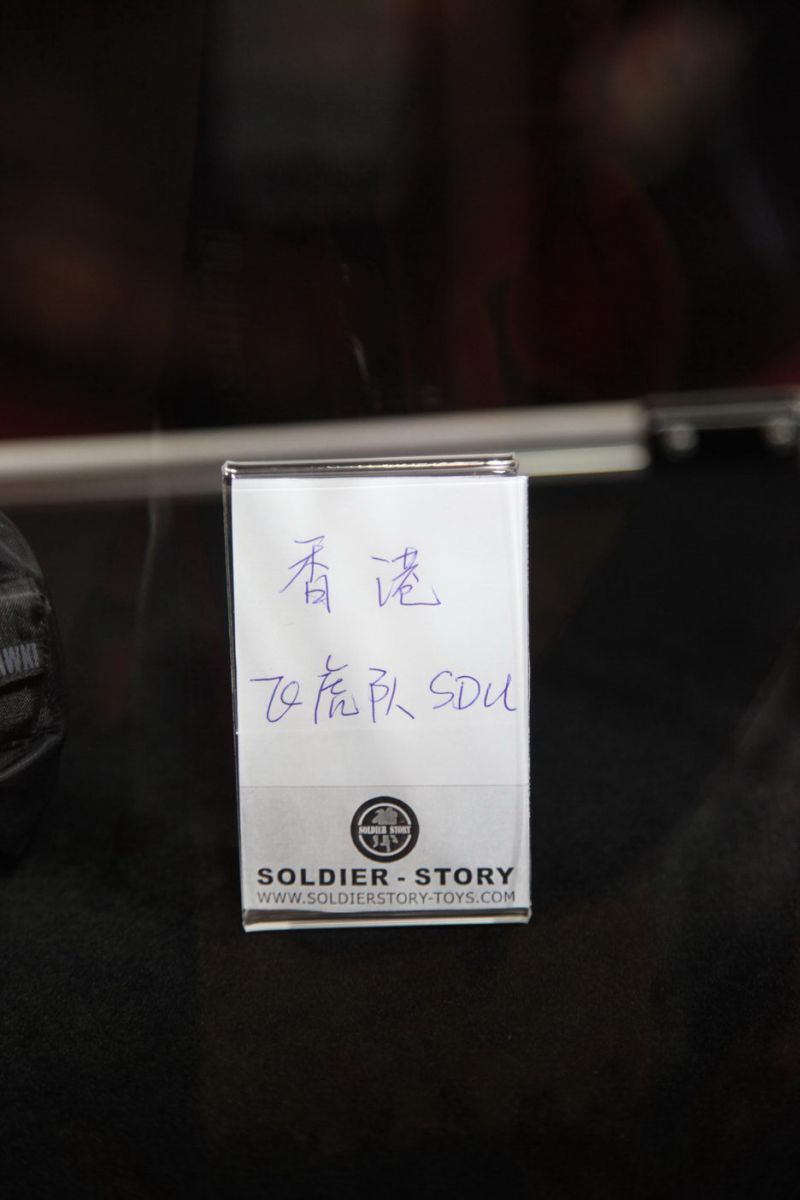 香港
飞虎队 SDU
SOLDIER STORY
SOLDIER - STORY
WWW.SOLDIERSTORY-TOYS.COM